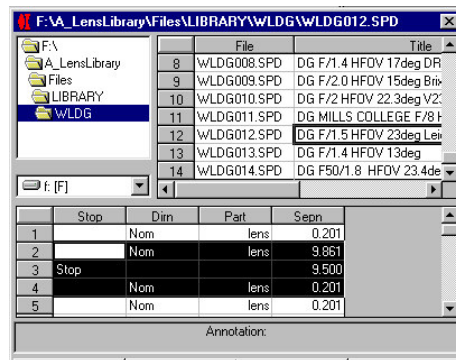 F:\A_LensLibrary\Files\LIBRARY\WLDG\WLDG012.SPD
F:\
A_LensLibrary
Files
LIBRARY
WLDG
f: [F]
File Title
8 WLDG008.SPD DG F/1.4 HFOV 17deg DR
9 WLDG009.SPD DG F/2.0 HFOV 15deg
10 WLDG010.SPD DG F/2 HFOV 22.3deg
11 WLDG011.SPD DG MILLS COLLEGE F/8
12 WLDG012.SPD DG F/1.5 HFOV 23deg
13 WLDG013.SPD DG F/1.4 HFOV 13deg
14 WLDG014.SPD DG F50/1.8 HFOV 23.4de
Stop Dirn Part Sepn
1 Nom lens 0.201
2 Nom lens 9.861
3 Stop 9.500
4 Nom lens 0.201
5 Nom lens 0.201
Annotation: